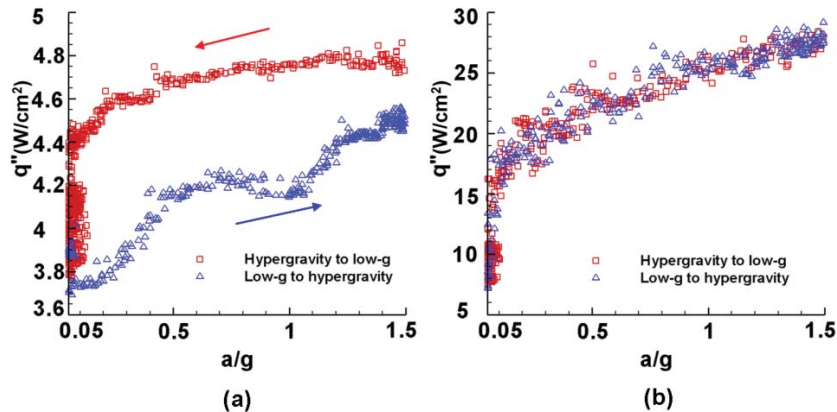 5
4.8
4.6
4.4
4.2
4
3.8
3.6
q"(W/cm²)
Hypergravity to low-g
Low-g to hypergravity
0.05
0.5
1
1.5
a/g
(a)
30
25
20
15
10
5
q"(W/cm²)
Hypergravity to low-g
Low-g to hypergravity
0.05
0.5
1
1.5
a/g
(b)